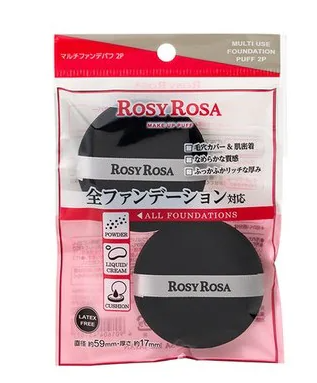 マルチファンデパフ 2P
MULTI USE
FOUNDATION
PUFF 2P
ROSY ROSA
MAKE UP PUFF
毛穴カバー&肌密着
なめらかな質感
ふっかふかリッチな厚み
ROSY ROSA
全ファンデーション対応
◀ALL FOUNDATIONS
POWDER
LIQUID/
CREAM
CUSHION
ROSY ROSA
LATEX
FREE
直径 約59mm・厚さ 約17mm